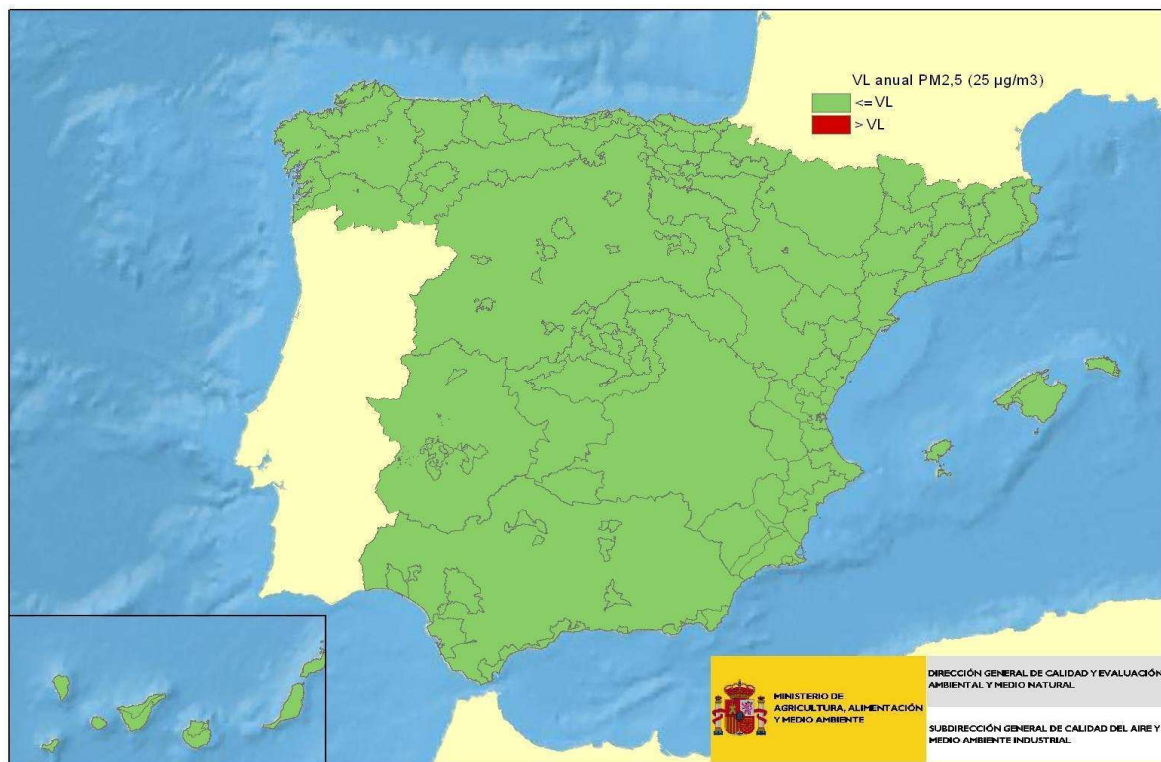 VL anual PM2,5 (25 µg/m3)
<= VL
> VL
MINISTERIO DE
AGRICULTURA, ALIMENTACIÓN
Y MEDIO AMBIENTE
DIRECCIÓN GENERAL DE CALIDAD Y EVALUACIÓN
AMBIENTAL Y MEDIO NATURAL
SUBDIRECCIÓN GENERAL DE CALIDAD DEL AIRE Y
MEDIO AMBIENTE INDUSTRIAL